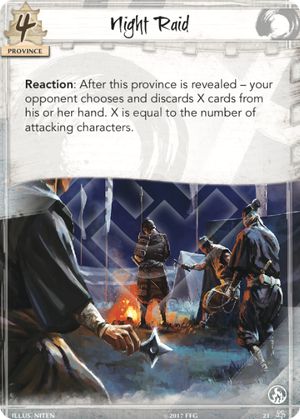 4
PROVINCE
Night Raid
Reaction: After this province is revealed – your
opponent chooses and discards X cards from
his or her hand. X is equal to the number of
attacking characters.
ILLUS: NITEN
© 2017 FFG
21